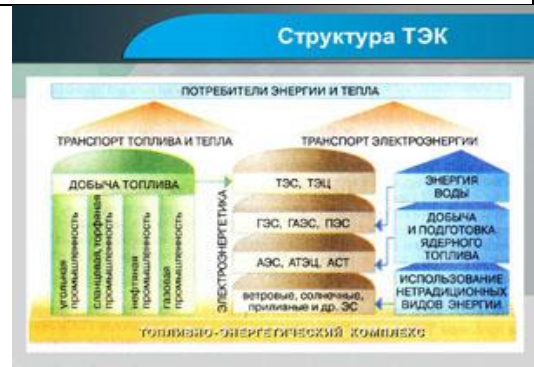 Структура ТЭК
ПОТРЕБИТЕЛИ ЭНЕРГИИ И ТЕПЛА
ТРАНСПОРТ ТОПЛИВА И ТЕПЛА
ТРАНСПОРТ ЭЛЕКТРОЭНЕРГИИ
ДОБЫЧА ТОПЛИВА
угольная
промышленность
сланцевая, торфяная
промышленность
нефтяная
промышленность
газовая
промышленность
ЭЛЕКТРОЭНЕРГЕТИКА
ТЭС, ТЭЦ
ГЭС, ГАЭС, ПЭС
АЭС, АТЭЦ, АСТ
ветровые, солнечные,
приливные и др. ЭС
ЭНЕРГИЯ
ВОДЫ
ДОБЫЧА
И ПОДГОТОВКА
ЯДЕРНОГО
ТОПЛИВА
ИСПОЛЬЗОВАНИЕ
НЕТРАДИЦИОННЫХ
ВИДОВ ЭНЕРГИИ
ТОПЛИВНО-ЭНЕРГЕТИЧЕСКИЙ КОМПЛЕКС